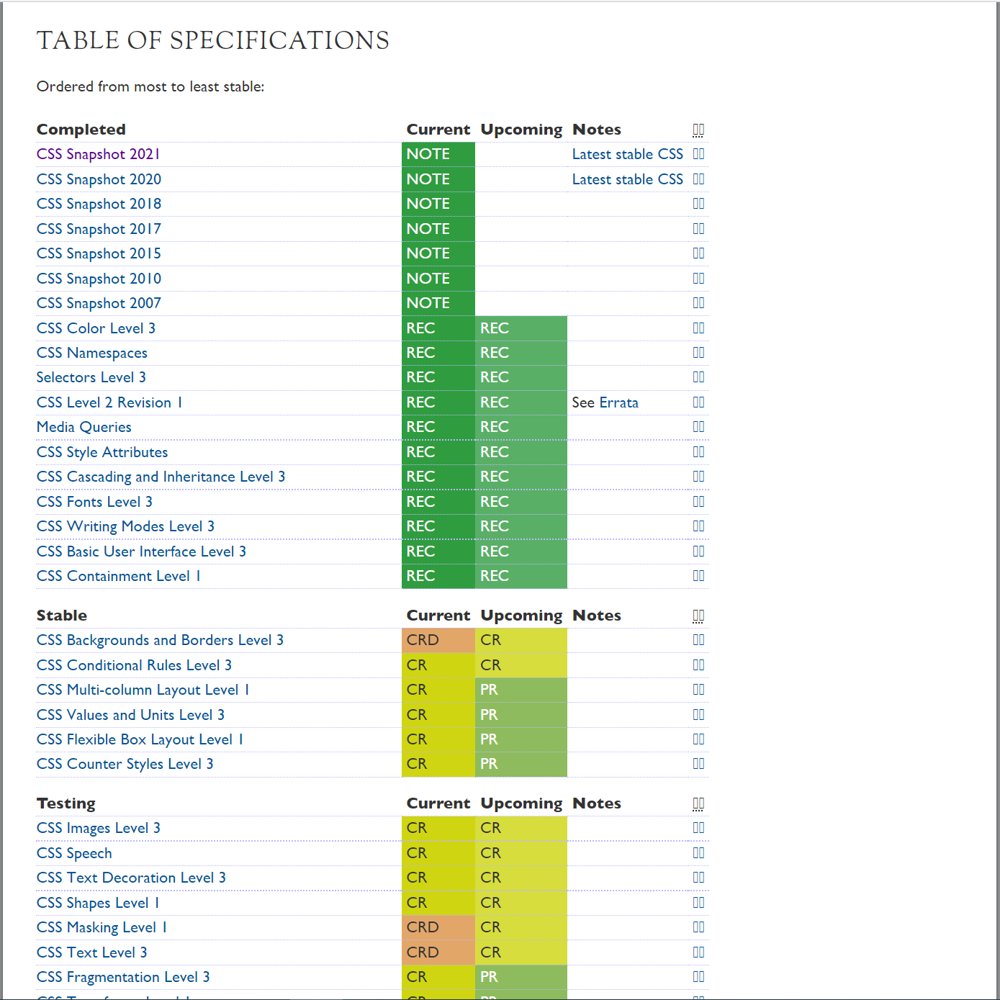 TABLE OF SPECIFICATIONS
Ordered from most to least stable:
Completed Current Upcoming Notes
CSS Snapshot 2021 NOTE Latest stable CSS
CSS Snapshot 2020 NOTE Latest stable CSS
CSS Snapshot 2018 NOTE
CSS Snapshot 2017 NOTE
CSS Snapshot 2015 NOTE
CSS Snapshot 2010 NOTE
CSS Snapshot 2007 NOTE
CSS Color Level 3 REC REC
CSS Namespaces REC REC
Selectors Level 3 REC REC
CSS Level 2 Revision 1 REC REC See Errata
Media Queries REC REC
CSS Style Attributes REC REC
CSS Cascading and Inheritance Level 3 REC REC
CSS Fonts Level 3 REC REC
CSS Writing Modes Level 3 REC REC
CSS Basic User Interface Level 3 REC REC
CSS Containment Level 1 REC REC
Stable Current Upcoming Notes
CSS Backgrounds and Borders Level 3 CRD CR
CSS Conditional Rules Level 3 CR CR
CSS Multi-column Layout Level 1 CR PR
CSS Values and Units Level 3 CR PR
CSS Flexible Box Layout Level 1 CR PR
CSS Counter Styles Level 3 CR PR
Testing Current Upcoming Notes
CSS Images Level 3 CR CR
CSS Speech CR CR
CSS Text Decoration Level 3 CR CR
CSS Shapes Level 1 CR CR
CSS Masking Level 1 CRD CR
CSS Text Level 3 CRD CR
CSS Fragmentation Level 3 CR PR